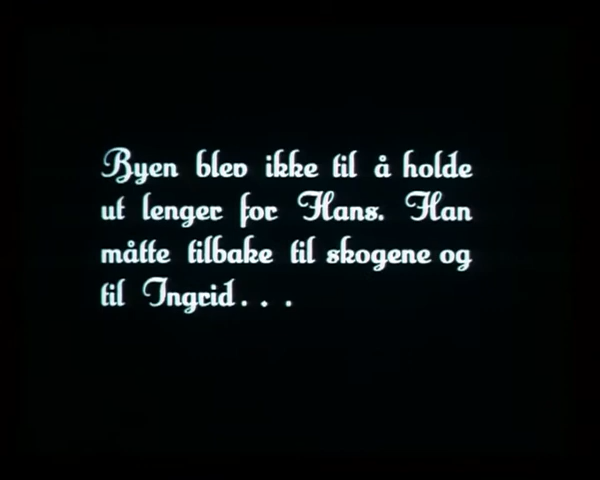 Byen blev ikke til å holde
ut lenger for Hans. Han
måtte tilbake til skogene og
til Ingrid...